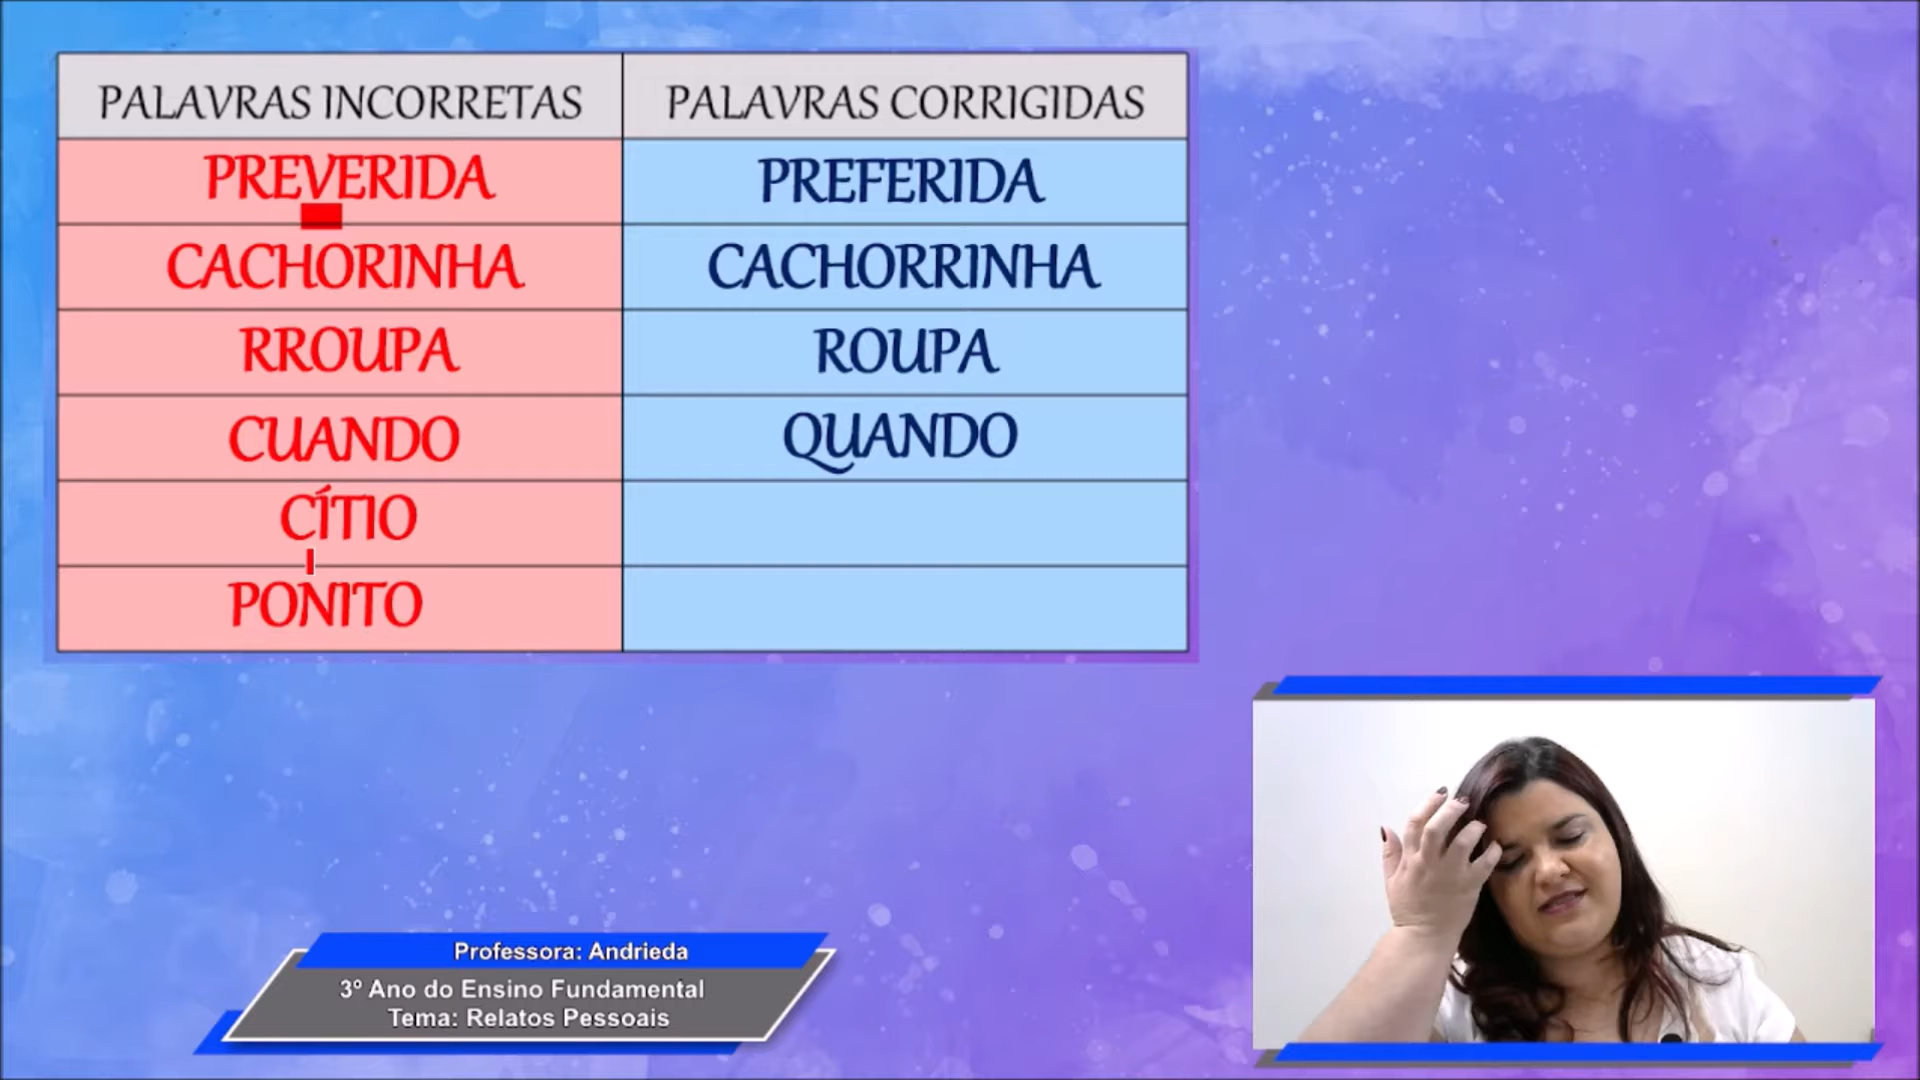 PALAVRAS INCORRETAS PALAVRAS CORRIGIDAS
PREVERIDA PREFERIDA
CACHORINHA CACHORRINHA
RROUPA ROUPA
CUANDO QUANDO
CÍTIO
PONITO
Professora: Andrieda
3º Ano do Ensino Fundamental
Tema: Relatos Pessoais